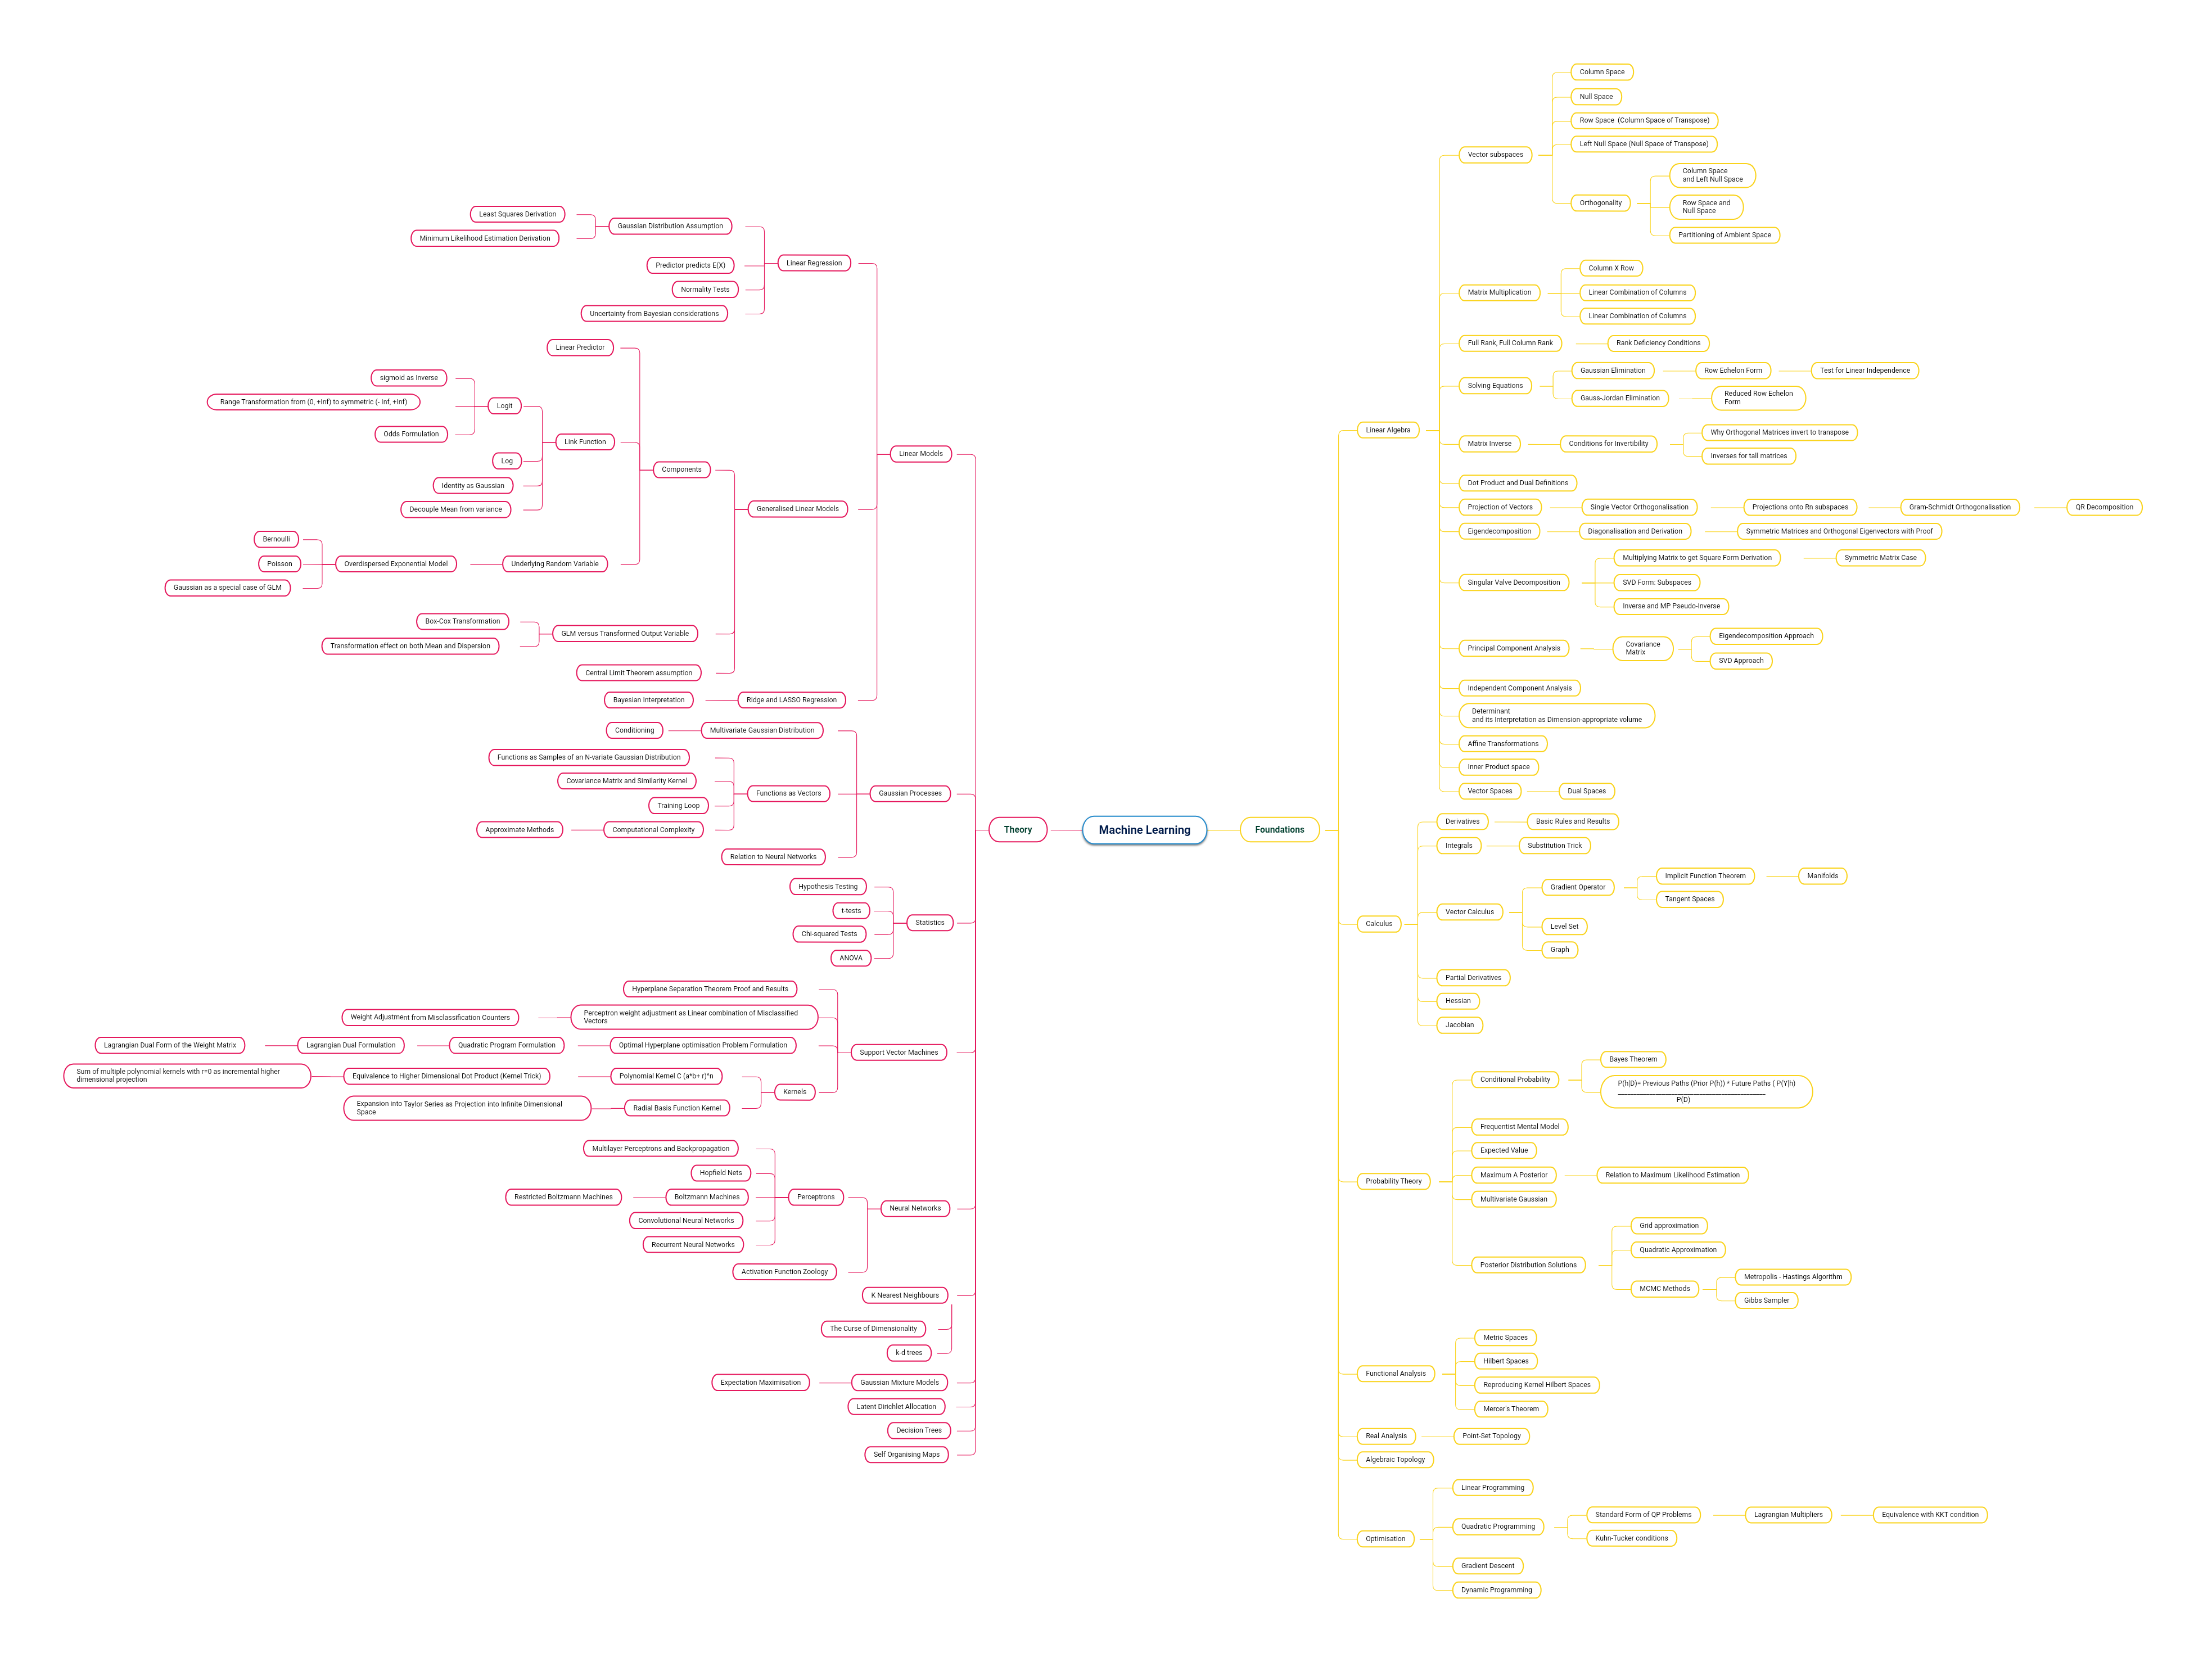 Machine Learning
Theory
Linear Models
Linear Regression
Gaussian Distribution Assumption
Least Squares Derivation
Minimum Likelihood Estimation Derivation
Predictor predicts E(X)
Normality Tests
Uncertainty from Bayesian considerations
Generalised Linear Models
Components
Linear Predictor
Link Function
Logit
sigmoid as Inverse
Range Transformation from (0, +Inf) to symmetric (- Inf, +Inf)
Odds Formulation
Log
Identity as Gaussian
Decouple Mean from variance
Underlying Random Variable
Overdispersed Exponential Model
Bernoulli
Poisson
Gaussian as a special case of GLM
GLM versus Transformed Output Variable
Box-Cox Transformation
Transformation effect on both Mean and Dispersion
Central Limit Theorem assumption
Ridge and LASSO Regression
Bayesian Interpretation
Gaussian Processes
Multivariate Gaussian Distribution
Conditioning
Functions as Vectors
Functions as Samples of an N-variate Gaussian Distribution
Covariance Matrix and Similarity Kernel
Training Loop
Computational Complexity
Approximate Methods
Relation to Neural Networks
Statistics
Hypothesis Testing
t-tests
Chi-squared Tests
ANOVA
Support Vector Machines
Hyperplane Separation Theorem Proof and Results
Perceptron weight adjustment as Linear combination of Misclassified
Vectors
Weight Adjustment from Misclassification Counters
Optimal Hyperplane optimisation Problem Formulation
Quadratic Program Formulation
Lagrangian Dual Formulation
Lagrangian Dual Form of the Weight Matrix
Kernels
Polynomial Kernel C (a*b+ r)^n
Equivalence to Higher Dimensional Dot Product (Kernel Trick)
Sum of multiple polynomial kernels with r=0 as incremental higher
dimensional projection
Radial Basis Function Kernel
Expansion into Taylor Series as Projection into Infinite Dimensional
Space
Neural Networks
Perceptrons
Multilayer Perceptrons and Backpropagation
Hopfield Nets
Boltzmann Machines
Restricted Boltzmann Machines
Convolutional Neural Networks
Recurrent Neural Networks
Activation Function Zoology
K Nearest Neighbours
The Curse of Dimensionality
k-d trees
Gaussian Mixture Models
Expectation Maximisation
Latent Dirichlet Allocation
Decision Trees
Self Organising Maps
Foundations
Linear Algebra
Vector subspaces
Column Space
Null Space
Row Space (Column Space of Transpose)
Left Null Space (Null Space of Transpose)
Orthogonality
Column Space
and Left Null Space
Row Space and
Null Space
Partitioning of Ambient Space
Matrix Multiplication
Column X Row
Linear Combination of Columns
Linear Combination of Columns
Full Rank, Full Column Rank
Rank Deficiency Conditions
Solving Equations
Gaussian Elimination
Row Echelon Form
Test for Linear Independence
Gauss-Jordan Elimination
Reduced Row Echelon
Form
Matrix Inverse
Conditions for Invertibility
Why Orthogonal Matrices invert to transpose
Inverses for tall matrices
Dot Product and Dual Definitions
Projection of Vectors
Single Vector Orthogonalisation
Projections onto Rn subspaces
Gram-Schmidt Orthogonalisation
QR Decomposition
Eigendecomposition
Diagonalisation and Derivation
Symmetric Matrices and Orthogonal Eigenvectors with Proof
Singular Value Decomposition
Multiplying Matrix to get Square Form Derivation
Symmetric Matrix Case
SVD Form: Subspaces
Inverse and MP Pseudo-Inverse
Principal Component Analysis
Covariance
Matrix
Eigendecomposition Approach
SVD Approach
Independent Component Analysis
Determinant
and its Interpretation as Dimension-appropriate volume
Affine Transformations
Inner Product space
Vector Spaces
Dual Spaces
Calculus
Derivatives
Basic Rules and Results
Integrals
Substitution Trick
Vector Calculus
Gradient Operator
Implicit Function Theorem
Manifolds
Tangent Spaces
Level Set
Graph
Partial Derivatives
Hessian
Jacobian
Probability Theory
Conditional Probability
Bayes Theorem
P(h|D)= Previous Paths (Prior P(h)) * Future Paths ( P(Y|h)
P(D)
Frequentist Mental Model
Expected Value
Maximum A Posterior
Relation to Maximum Likelihood Estimation
Multivariate Gaussian
Posterior Distribution Solutions
Grid approximation
Quadratic Approximation
MCMC Methods
Metropolis - Hastings Algorithm
Gibbs Sampler
Functional Analysis
Metric Spaces
Hilbert Spaces
Reproducing Kernel Hilbert Spaces
Mercer's Theorem
Real Analysis
Point-Set Topology
Algebraic Topology
Optimisation
Linear Programming
Quadratic Programming
Standard Form of QP Problems
Lagrangian Multipliers
Equivalence with KKT condition
Kuhn-Tucker conditions
Gradient Descent
Dynamic Programming